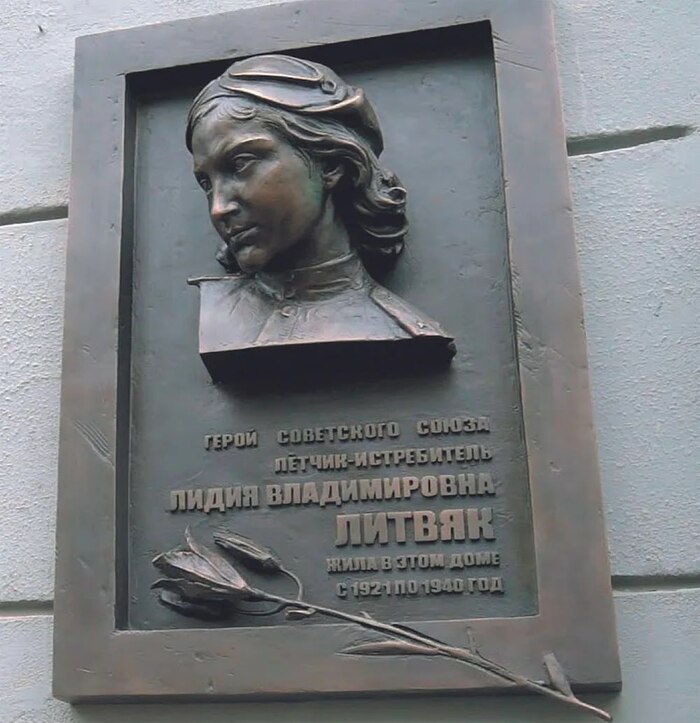 ГЕРОЙ СОВЕТСКОГО СОЮЗА
ЛЁТЧИК-ИСТРЕБИТЕЛЬ
ЛИДИЯ ВЛАДИМИРОВНА
ЛИТВЯК
ЖИЛА В ЭТОМ ДОМЕ
С 1921 ПО 1940 ГОД